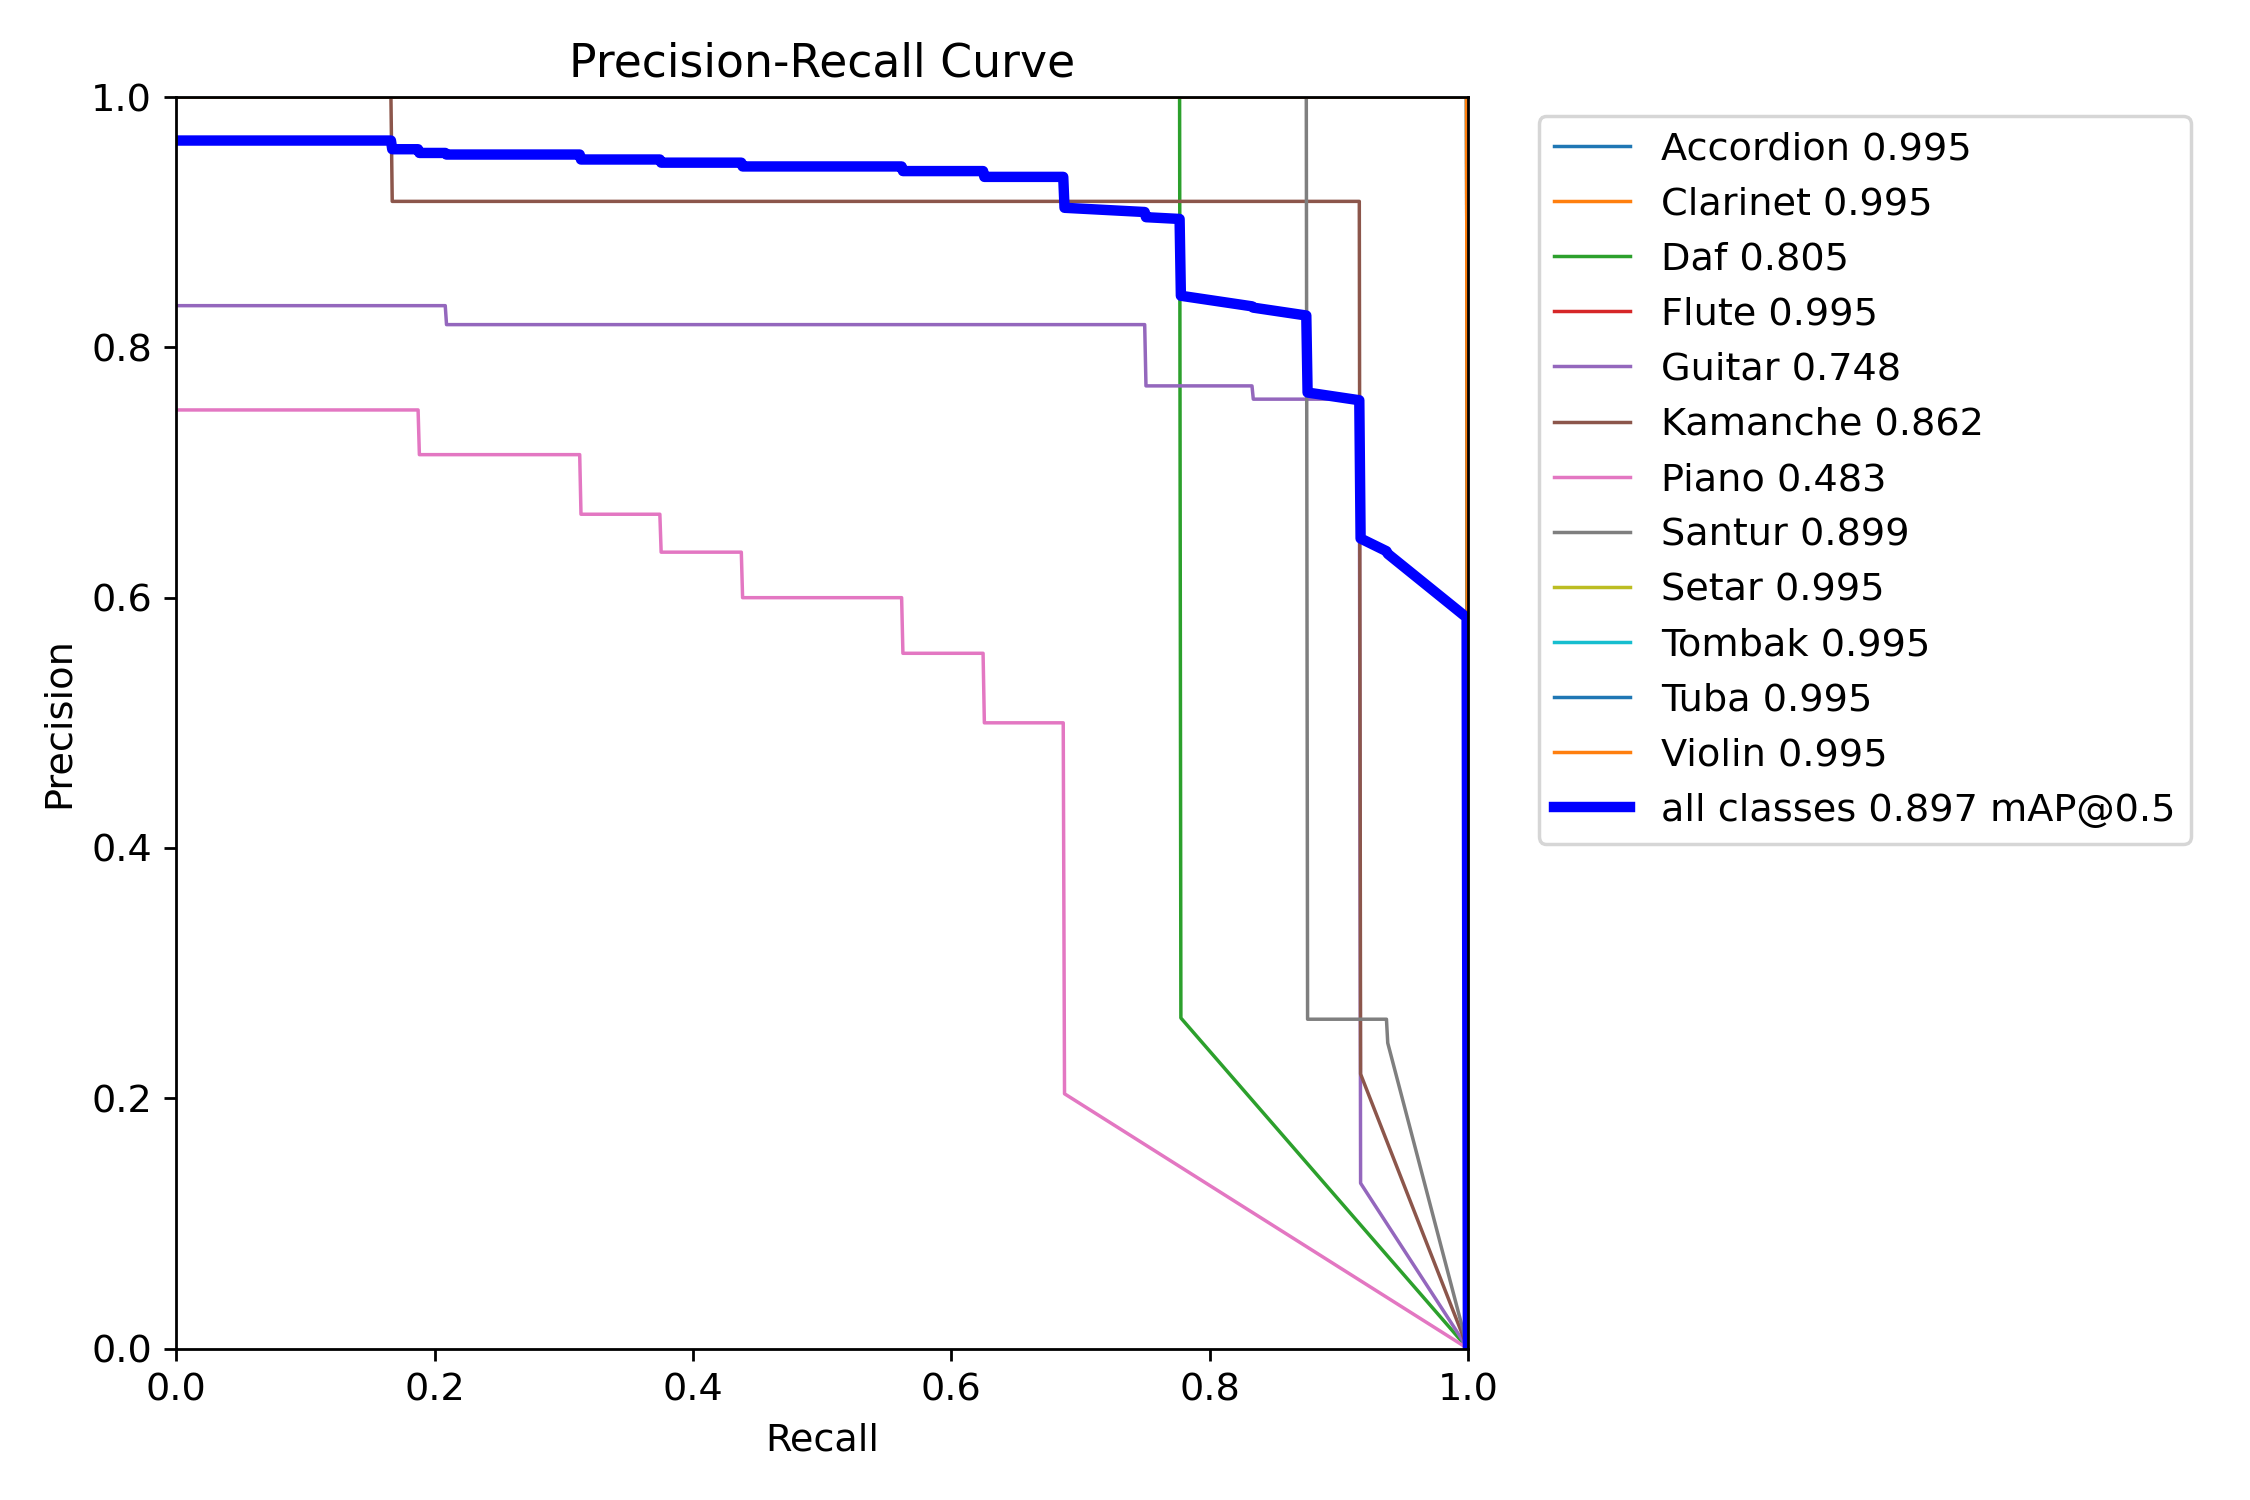 Precision-Recall Curve
1.0
0.8
0.6
0.4
0.2
0.0
Precision
0.0 0.2 0.4 0.6 0.8 1.0
Recall
Accordion 0.995
Clarinet 0.995
Daf 0.805
Flute 0.995
Guitar 0.748
Kamanche 0.862
Piano 0.483
Santur 0.899
Setar 0.995
Tombak 0.995
Tuba 0.995
Violin 0.995
all classes 0.897 mAP@0.5